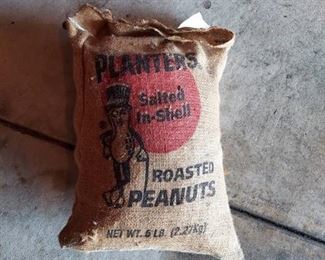 PLANTERS
Salted
In-Shell
ROASTED
PEANUTS
NET WT. 5 LB. (2.27kg)